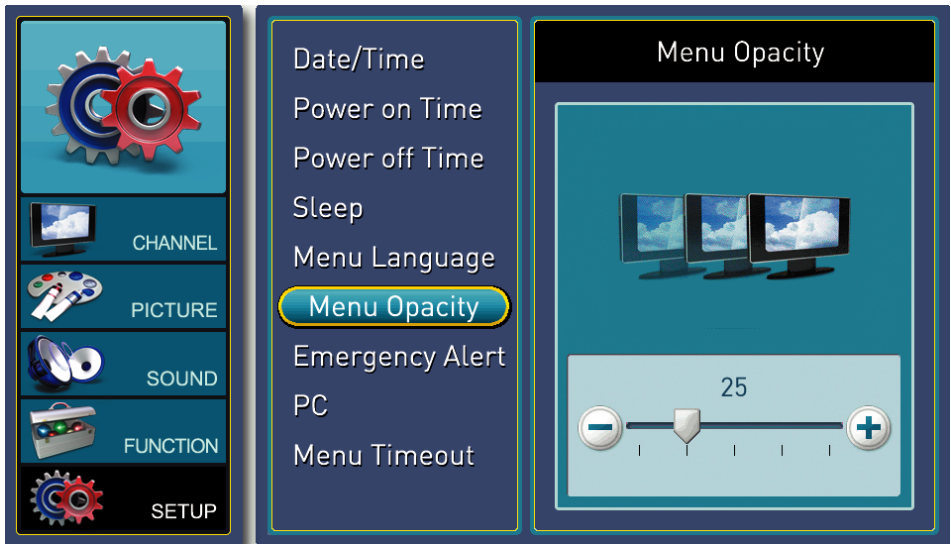 CHANNEL
PICTURE
SOUND
FUNCTION
SETUP
Date/Time
Power on Time
Power off Time
Sleep
Menu Language
Menu Opacity
Emergency Alert
PC
Menu Timeout
Menu Opacity
25